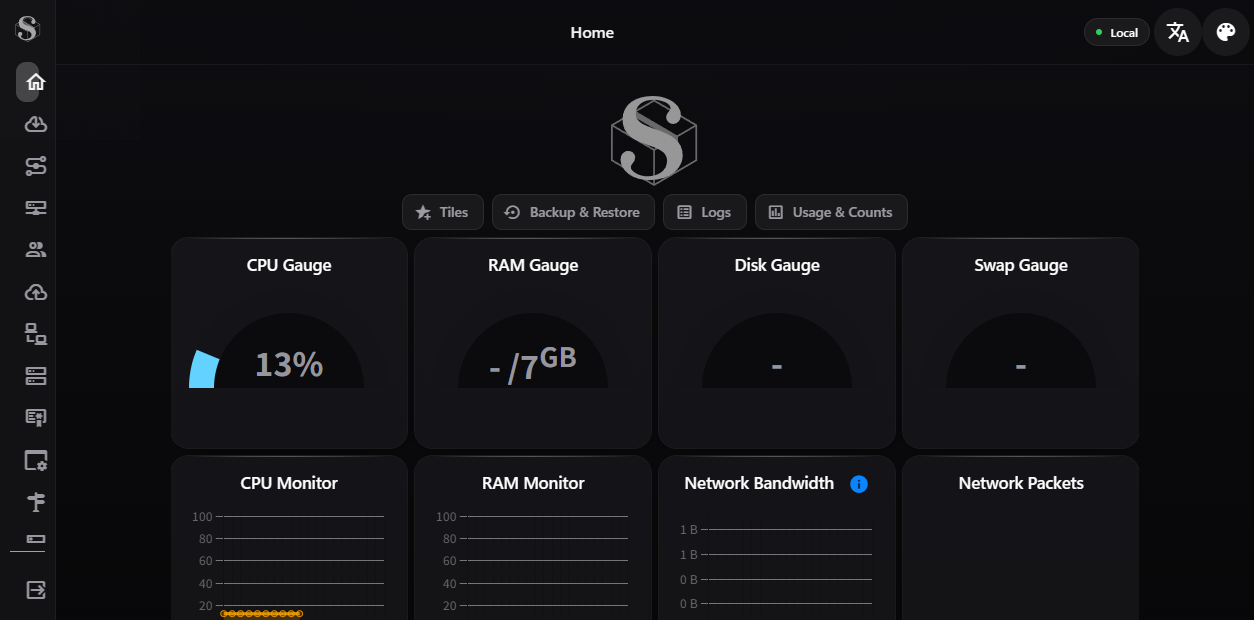 Home
Local
Tiles
Backup & Restore
Logs
Usage & Counts
CPU Gauge
RAM Gauge
Disk Gauge
Swap Gauge
13%
- /7GB
-
-
CPU Monitor
RAM Monitor
Network Bandwidth
Network Packets
100
80
60
40
20
100
80
60
40
20
1 B
1 B
0 B
0 B